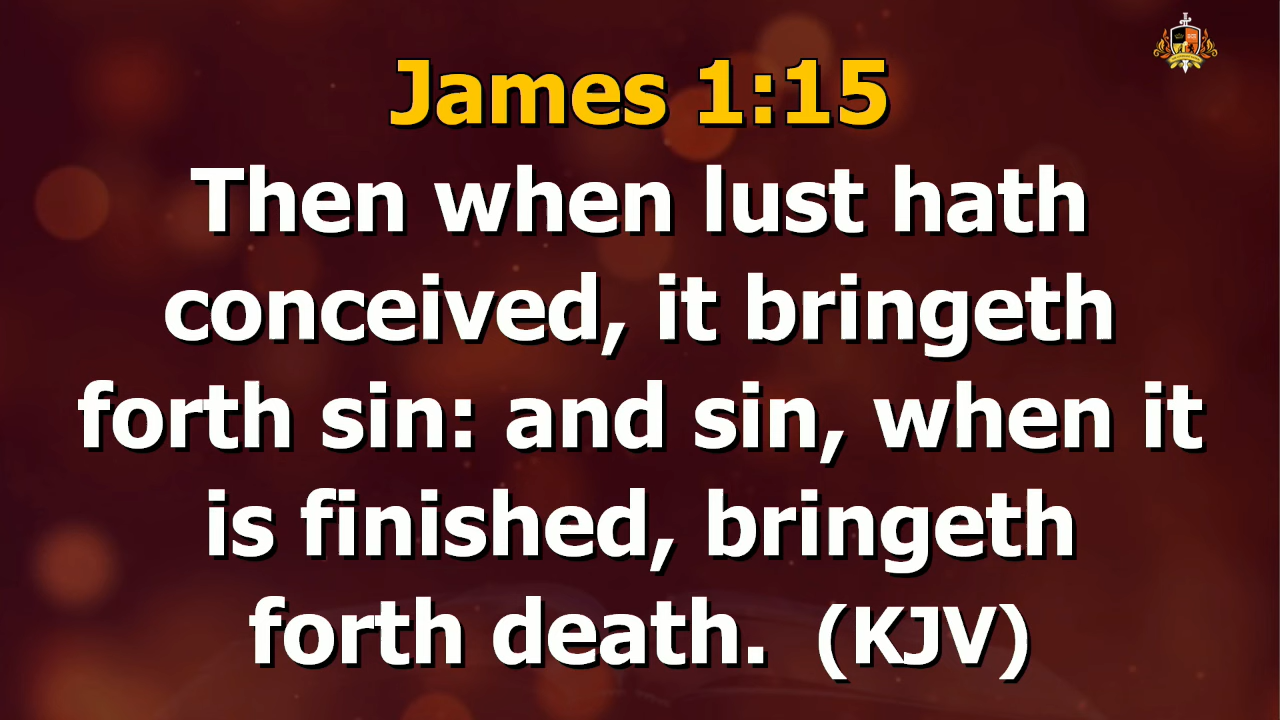 James 1:15
Then when lust hath
conceived, it bringeth
forth sin: and sin, when it
is finished, bringeth
forth death.  (KJV)